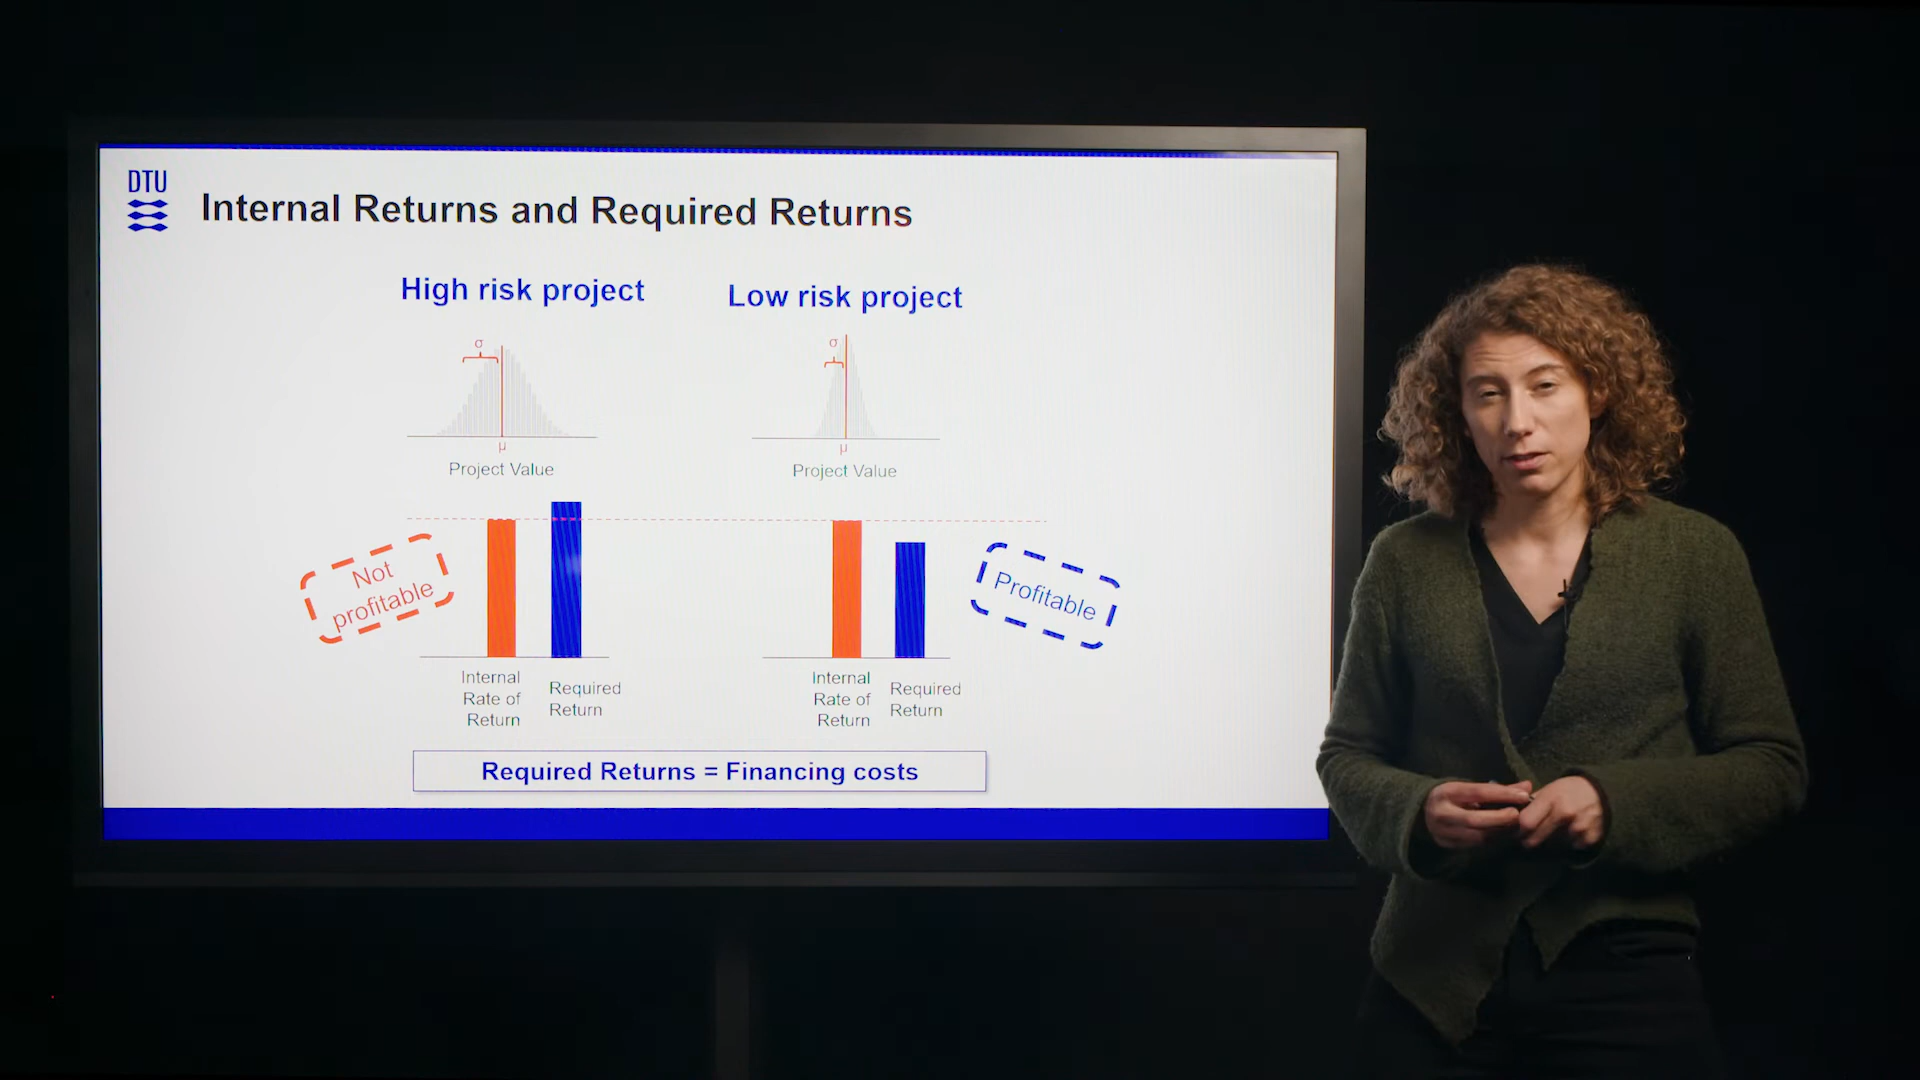 DTU
Internal Returns and Required Returns
High risk project
Low risk project
σ
σ
μ
μ
Project Value
Project Value
Not
profitable
Profitable
Internal
Rate of
Return
Required
Return
Internal
Rate of
Return
Required
Return
Required Returns = Financing costs